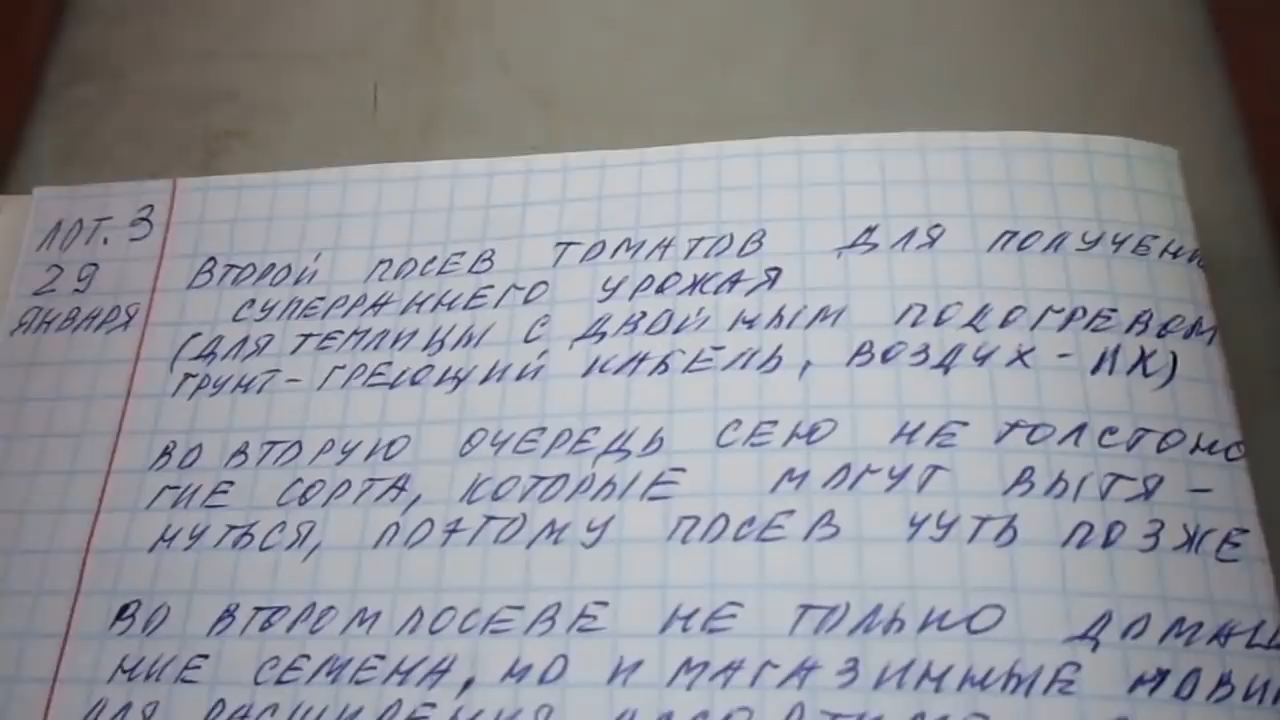 ЛОТ. 3
29
ЯНВАРЯ
ВТОРОЙ ПОСЕВ ТОМАТОВ ДЛЯ ПОЛУЧЕНИ
СУПЕРРАННЕГО УРОЖАЯ
(ДЛЯ ТЕПЛИЦЫ С ДВОЙНЫМ ПОДОГРЕВОМ
ГРУНТ-ГРЕЮЩИЙ КАБЕЛЬ, ВОЗДУХ-ИК)
ВО ВТОРУЮ ОЧЕРЕДЬ СЕЮ НЕ ТОЛСТОНО
ГИЕ СОРТА, КОТОРЫЕ МОГУТ ВЫТЯ-
НУТЬСЯ, ПОЭТОМУ ПОСЕВ ЧУТЬ ПОЗЖЕ
ВО ВТОРОМ ПОСЕВЕ НЕ ТОЛЬКО ДОМАШ
НИЕ СЕМЕНА, НО И МАГАЗИННЫЕ НОВИ
ДЛЯ РАСШИРЕНИЯ